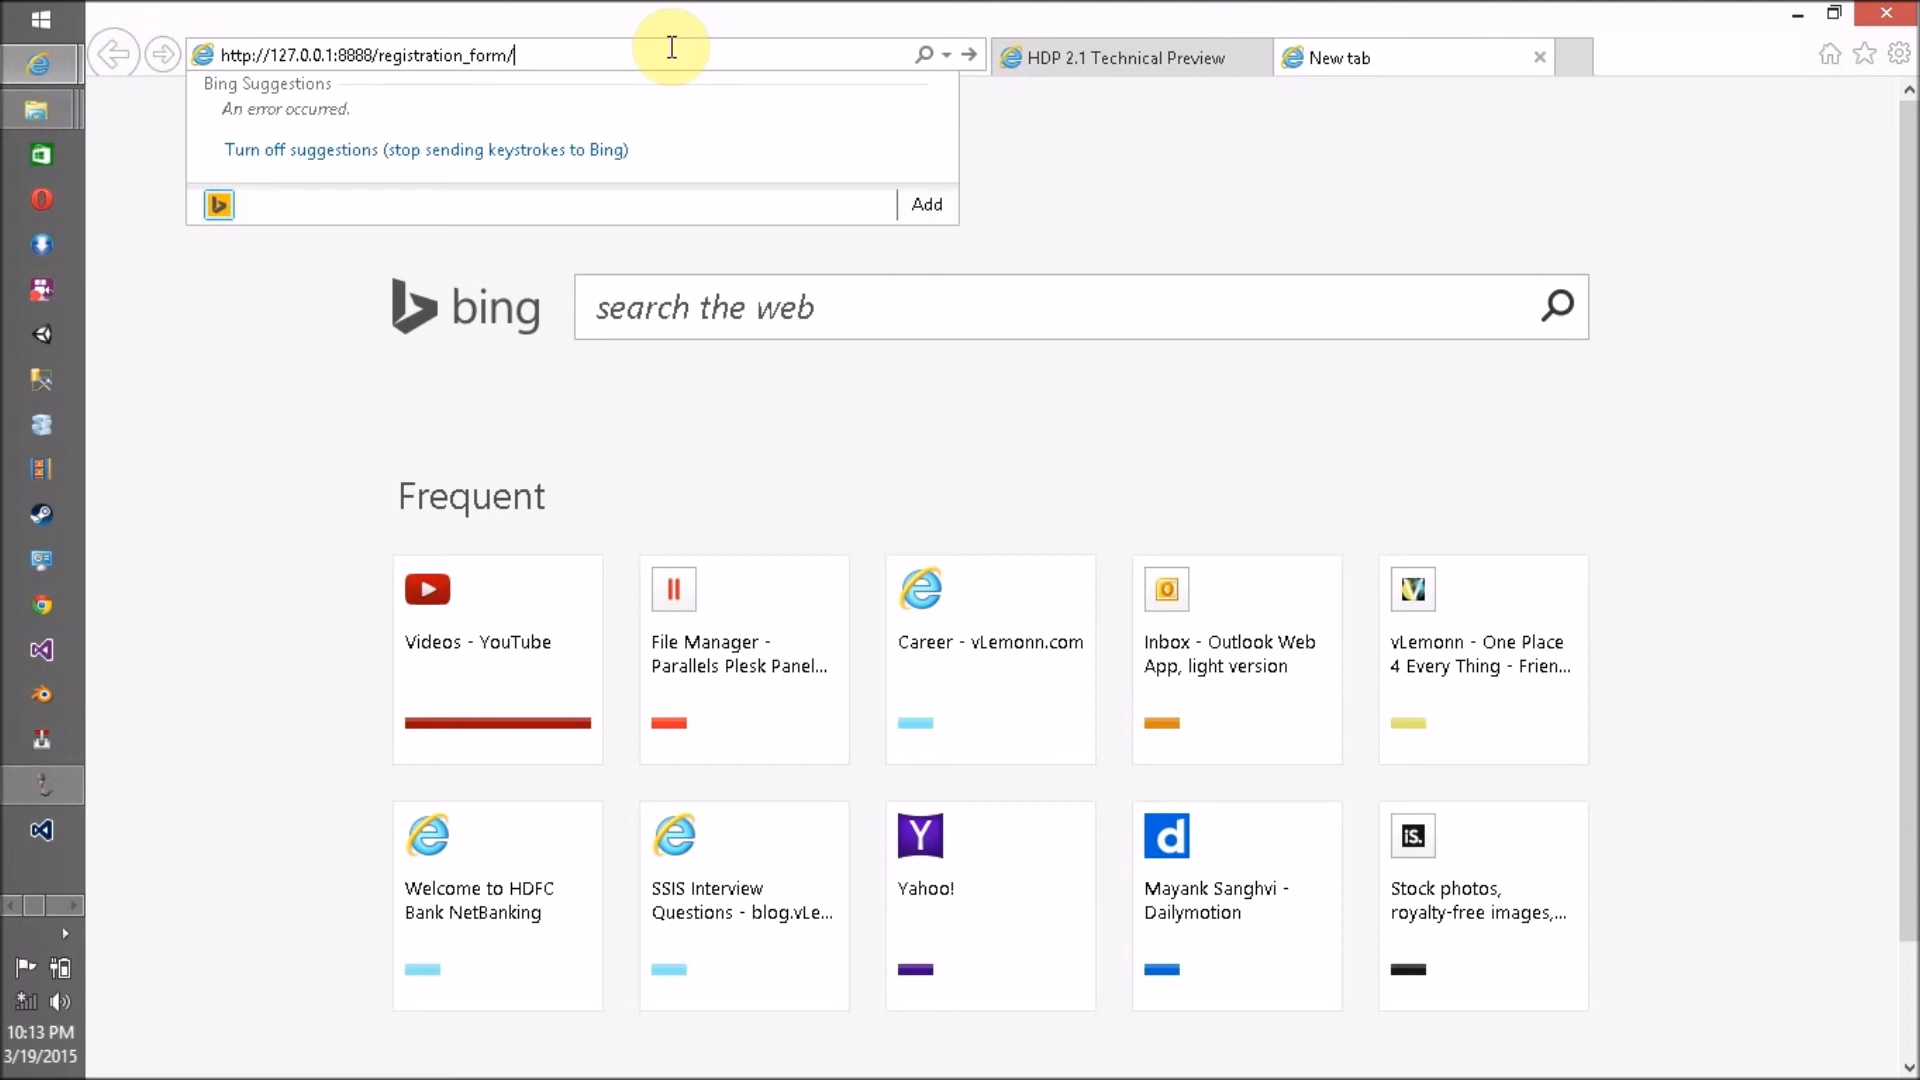 http://127.0.0.1:8888/registration_form/
HDP 2.1 Technical Preview
New tab
Bing Suggestions
An error occurred.
Turn off suggestions (stop sending keystrokes to Bing)
Add
bing
search the web
Frequent
Videos - YouTube
File Manager -
Parallels Plesk Panel...
Career - vLemonn.com
Inbox - Outlook Web
App, light version
vLemonn - One Place
4 Every Thing - Frien...
Welcome to HDFC
Bank NetBanking
SSIS Interview
Questions - blog.vLe...
Yahoo!
Mayank Sanghvi -
Dailymotion
iS.
Stock photos,
royalty-free images,...
10:13 PM
3/19/2015